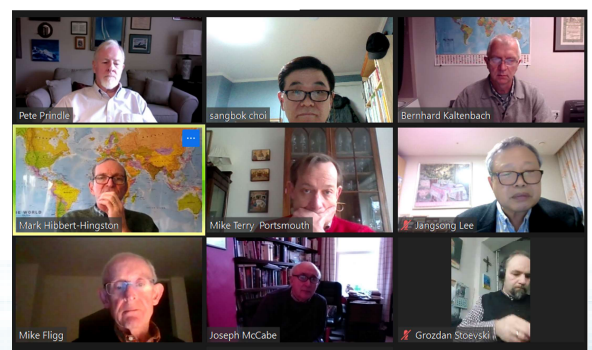 Pete Prindle
sangbok choi
Bernhard Kaltenbach
Mark Hibbert-Hingston
Mike Terry Portsmouth
Jangsong Lee
Mike Fligg
Joseph McCabe
Grozdan Stoevski